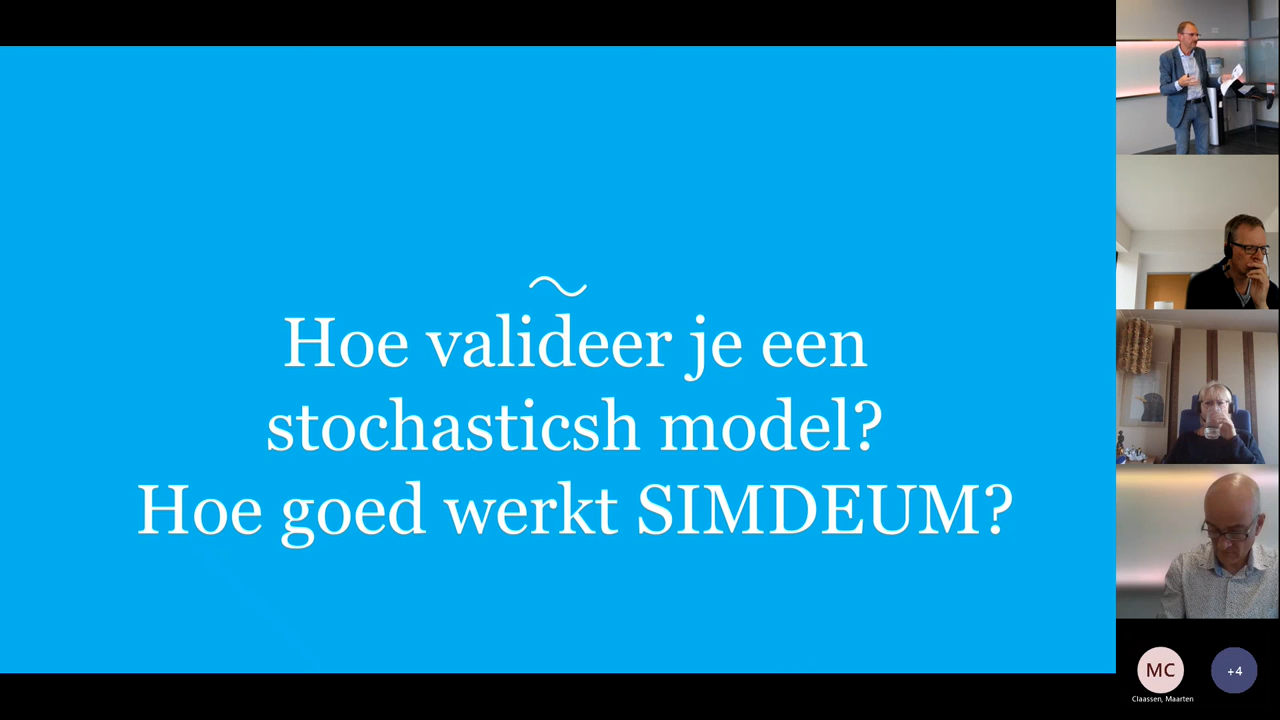 Hoe valideer je een
stochasticsh model?
Hoe goed werkt SIMDEUM?
MC
+4
Claassen, Maarten